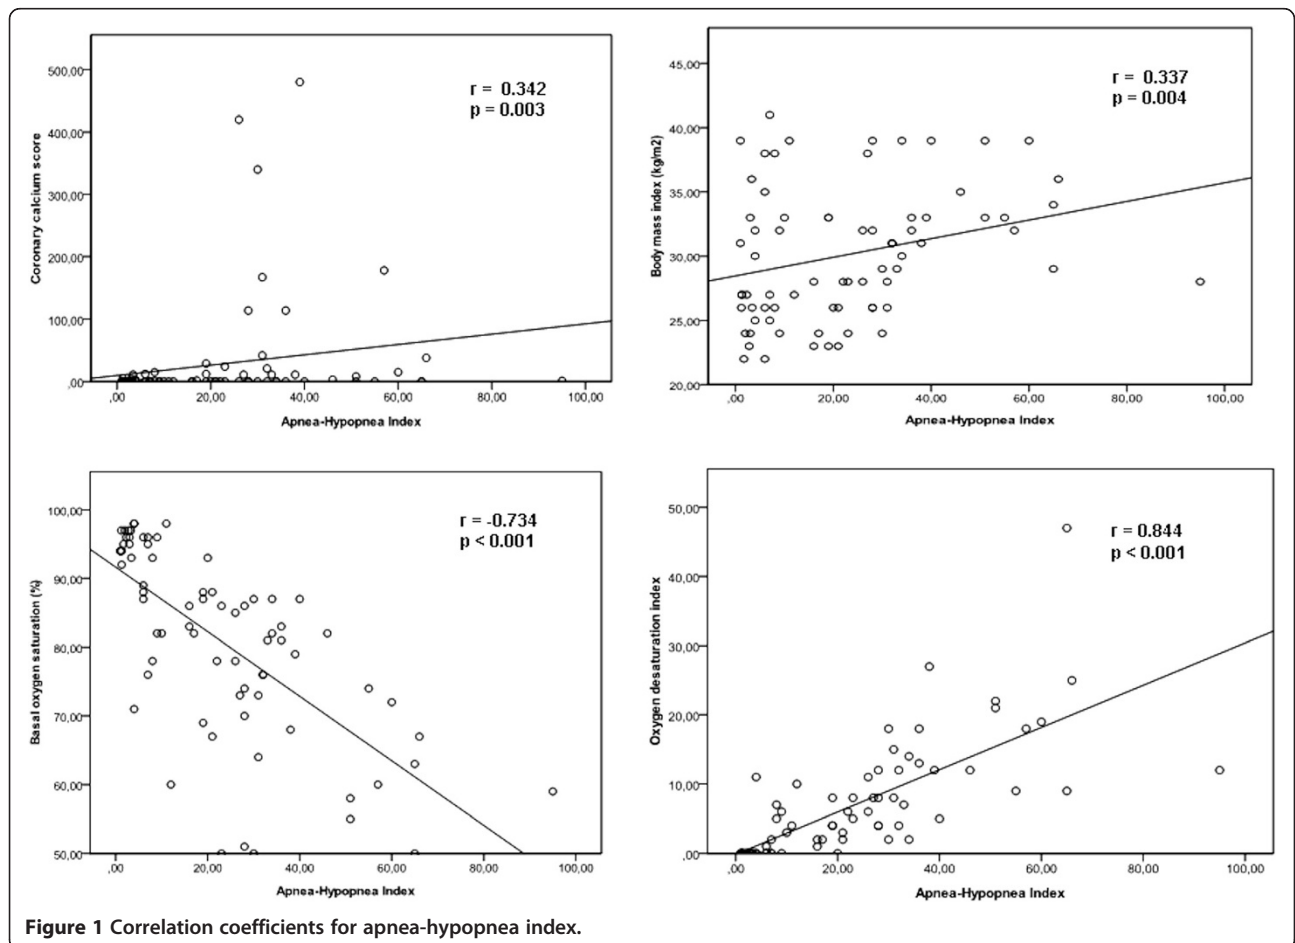 r = 0.342
p = 0.003
Coronary calcium score
500,00
400,00
300,00
200,00
100,00
,00
,00 20,00 40,00 60,00 80,00 100,00
Apnea-Hypopnea Index
r = 0.337
p = 0.004
Body mass index (kg/m2)
45,00
40,00
35,00
30,00
25,00
20,00
,00 20,00 40,00 60,00 80,00 100,00
Apnea-Hypopnea Index
r = -0.734
p < 0.001
Basal oxygen saturation (%)
100,00
90,00
80,00
70,00
60,00
50,00
,00 20,00 40,00 60,00 80,00 100,00
Apnea-Hypopnea Index
r = 0.844
p < 0.001
Oxygen desaturation index
50,00
40,00
30,00
20,00
10,00
,00
,00 20,00 40,00 60,00 80,00 100,00
Apnea-Hypopnea Index
Figure 1 Correlation coefficients for apnea-hypopnea index.